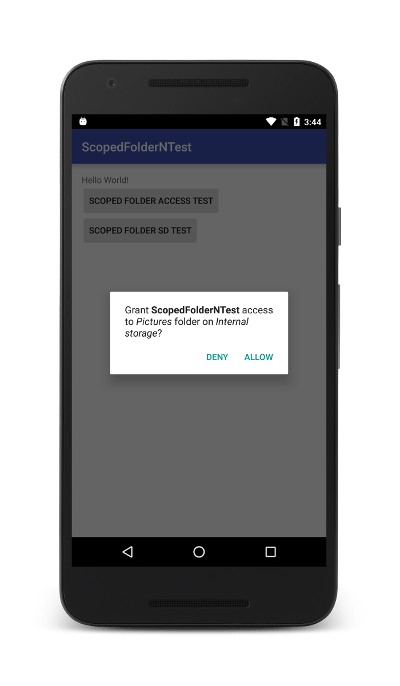 3:44
ScopedFolderNTest
Hello World!
SCOPED FOLDER ACCESS TEST
SCOPED FOLDER SD TEST
Grant ScopedFolderNTest access
to Pictures folder on Internal
storage?
DENY ALLOW